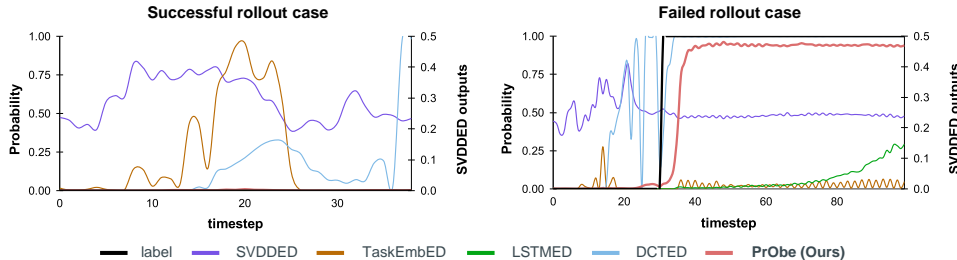 Successful rollout case
Failed rollout case
1.00 0.75 0.50 0.25 0.00
Probability
0.5 0.4 0.3 0.2 0.1 0.0
SVDDED outputs
0 10 20 30
timestep
1.00 0.75 0.50 0.25 0.00
Probability
0.5 0.4 0.3 0.2 0.1 0.0
SVDDED outputs
0 20 40 60 80
timestep
label SVDDED TaskEmbED LSTMED DCTED PrObe (Ours)